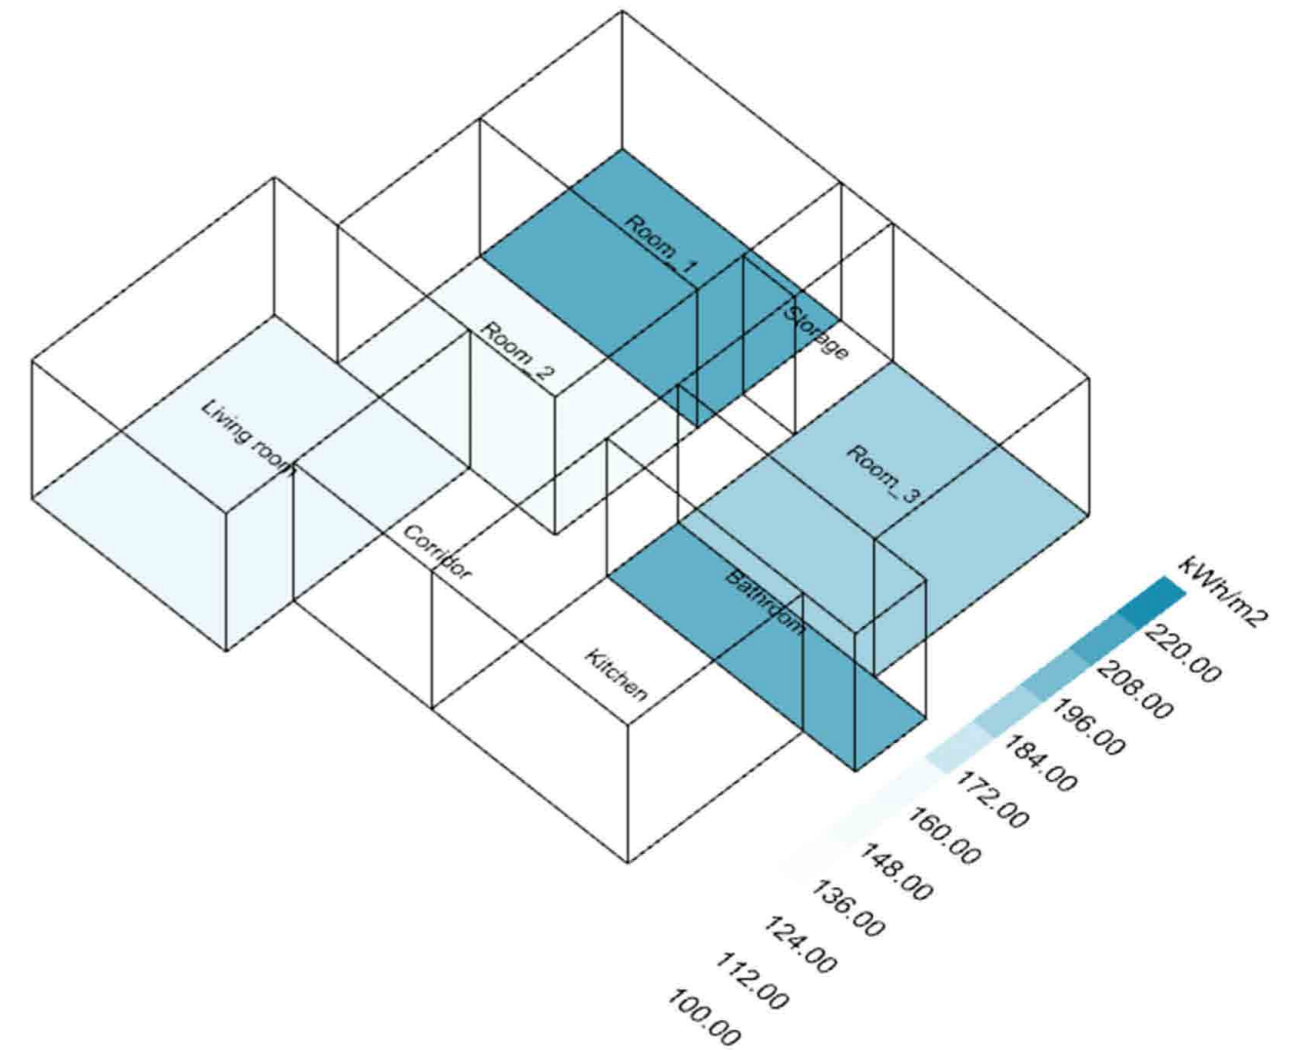 Room_1
Storage
Room_2
Living room
Room_3
Corridor
Bathroom
Kitchen
kWh/m2
220.00
208.00
196.00
184.00
172.00
160.00
148.00
136.00
124.00
112.00
100.00